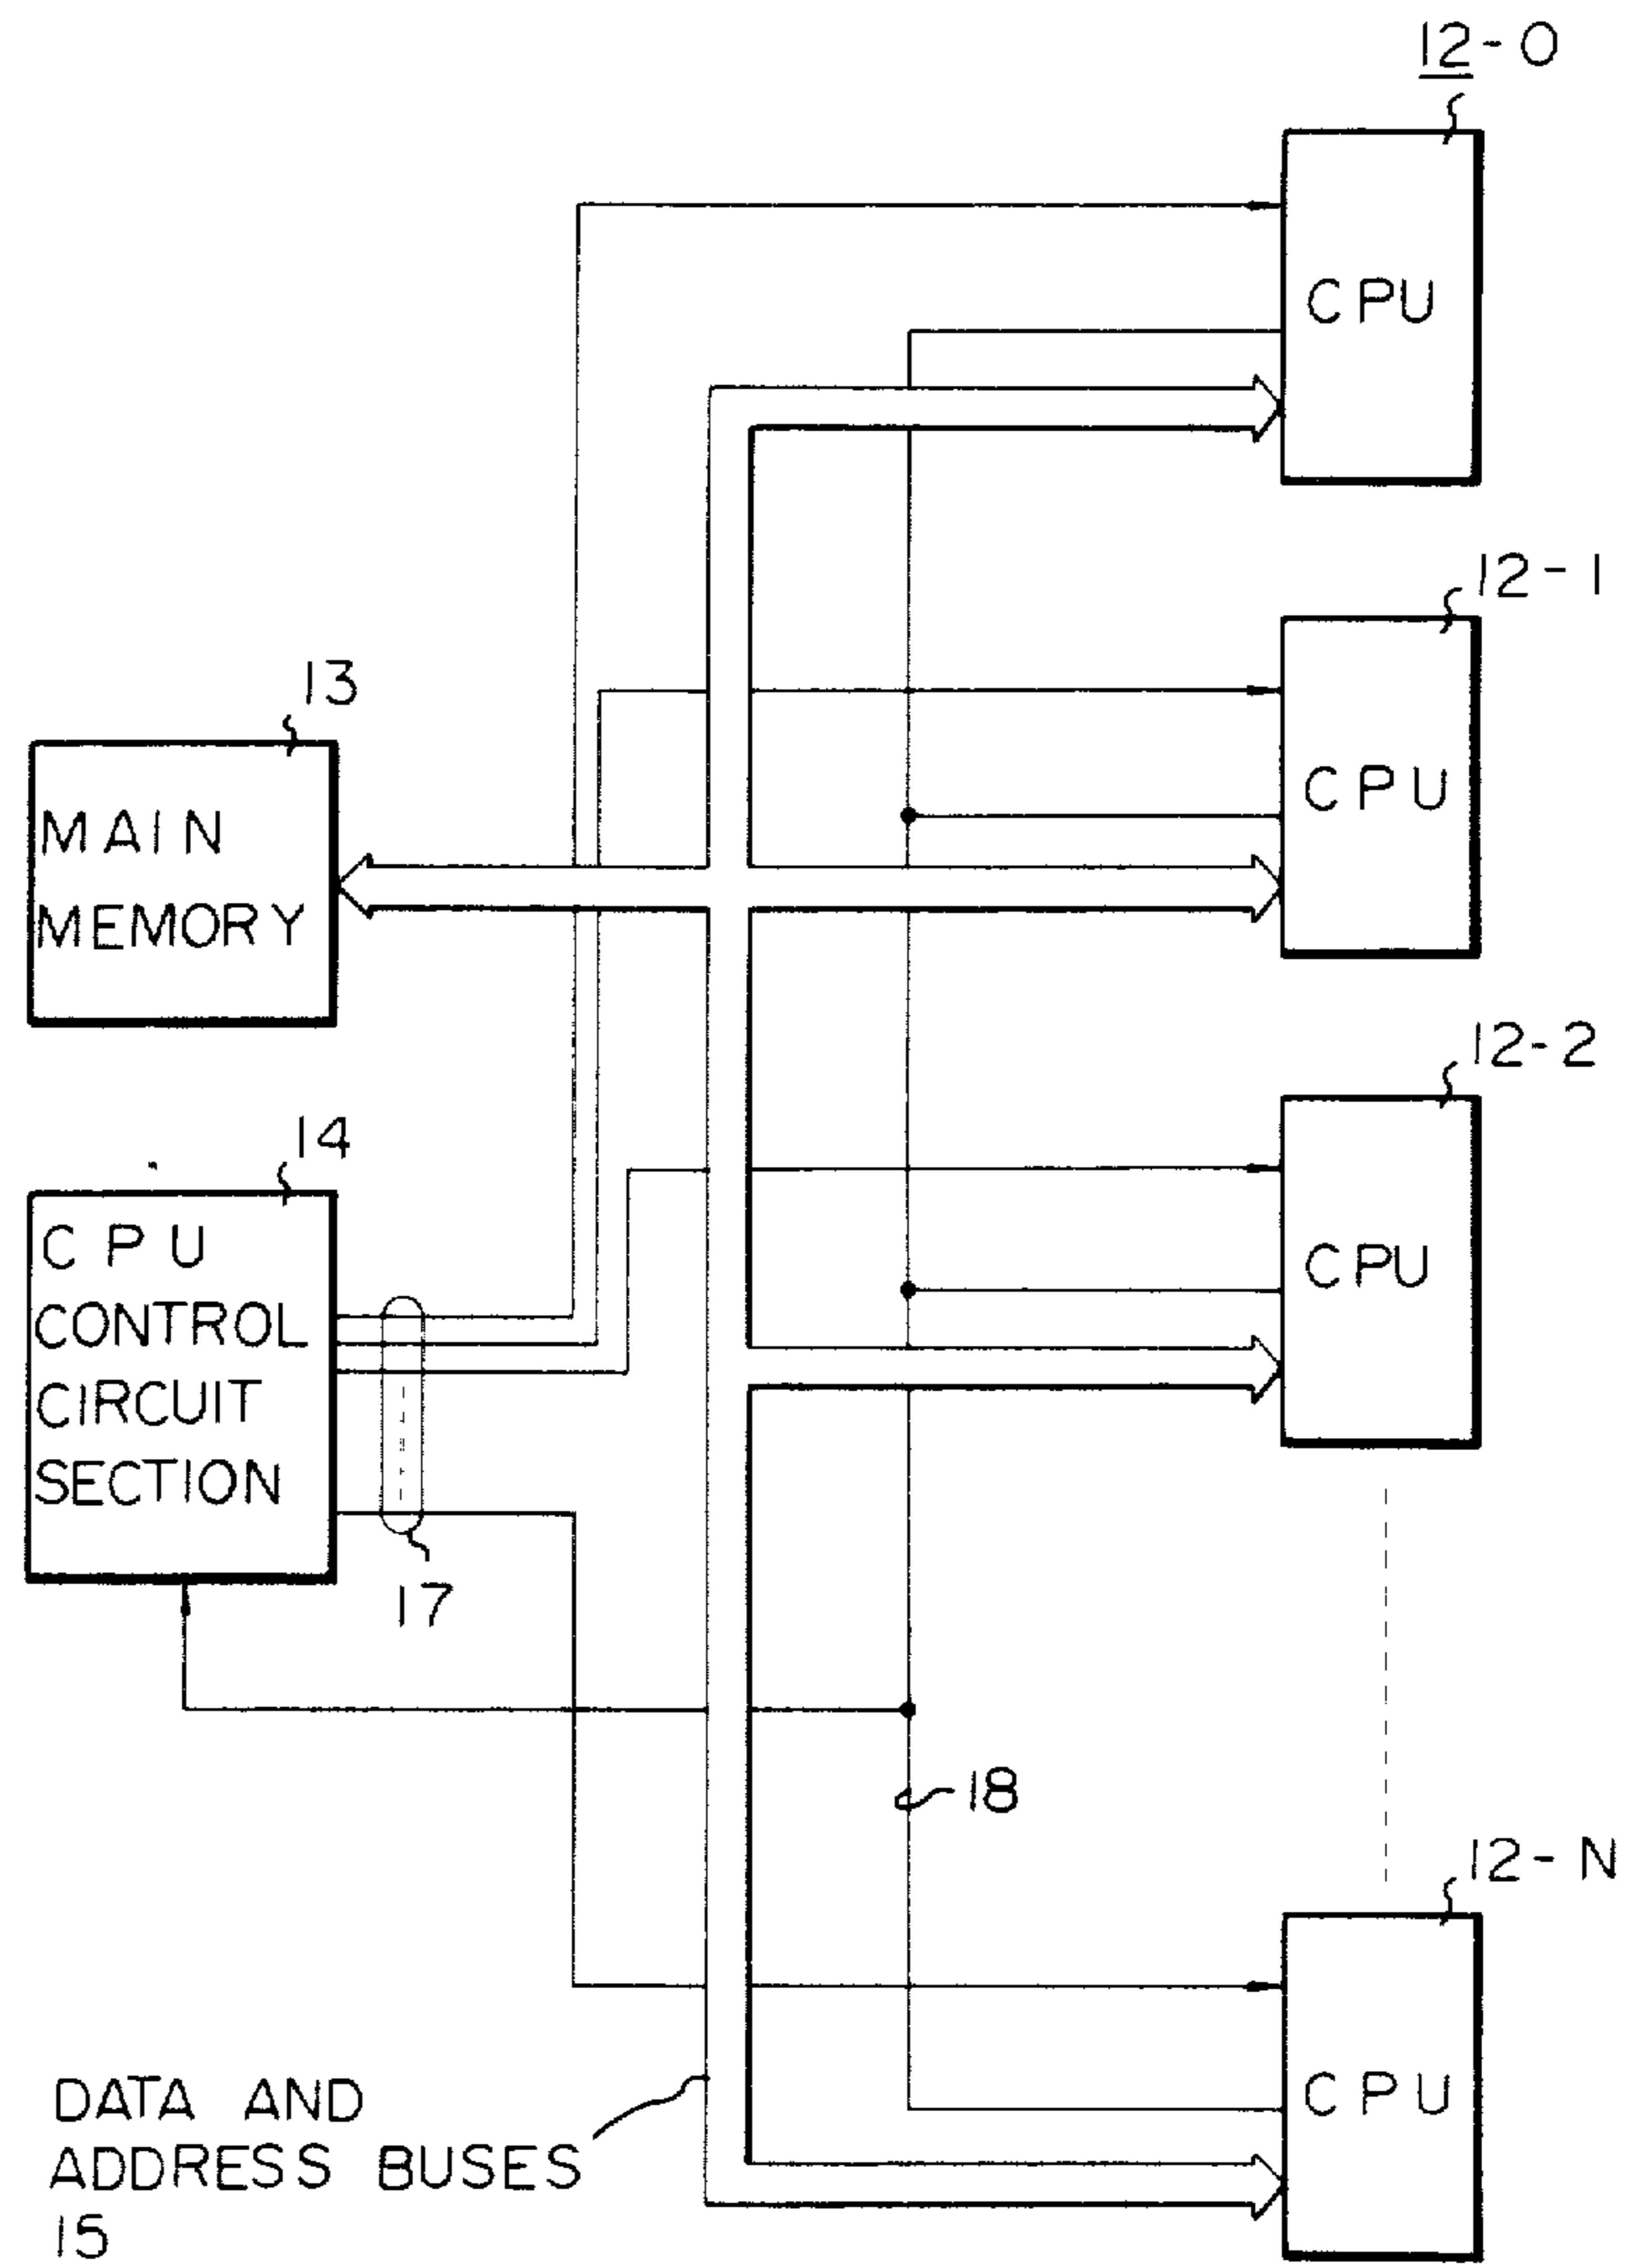 12-0
CPU
12-1
CPU
13
MAIN
MEMORY
12-2
CPU
14
CPU
CONTROL
CIRCUIT
SECTION
17
18
12-N
CPU
DATA AND
ADDRESS BUSES
15